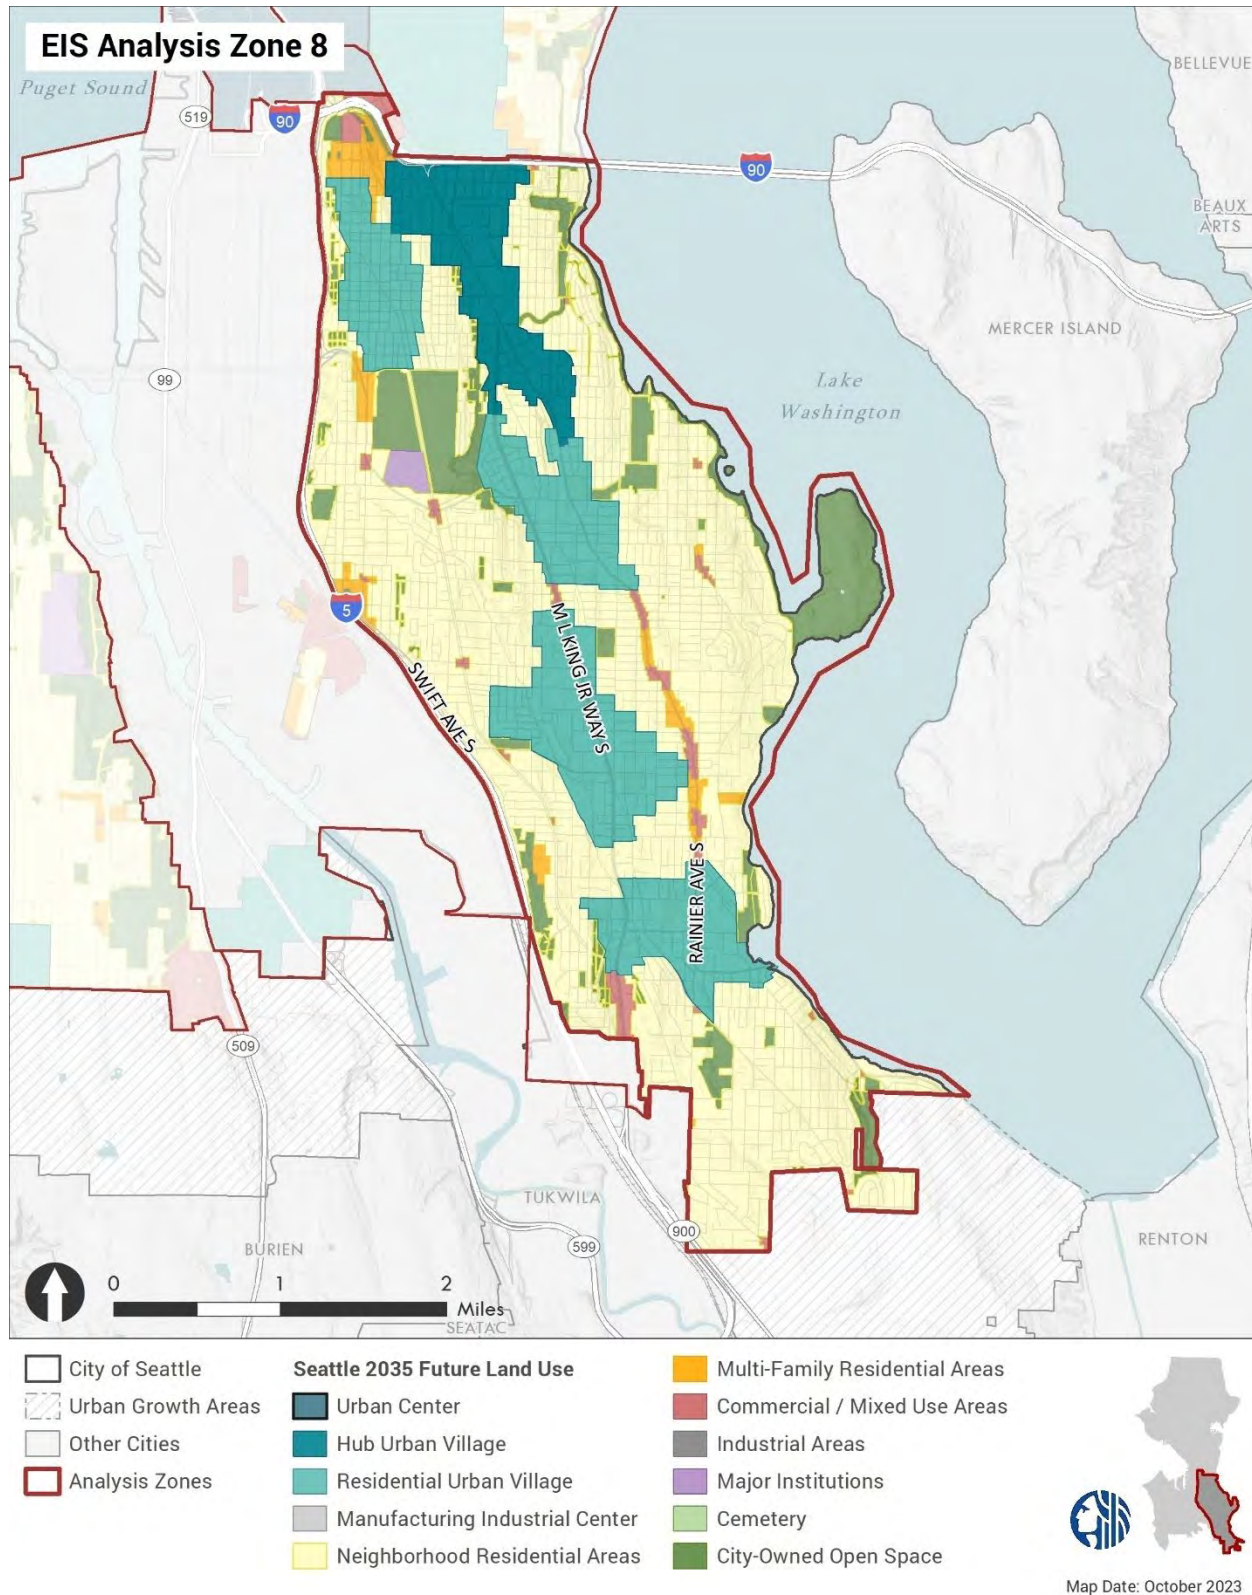 EIS Analysis Zone 8
Puget Sound
519
90
BELLEVUE
90
BEAUX
ARTS
MERCER ISLAND
Lake
Washington
99
5
M L KING JR WAY S
SWIFT AVE S
RAINIER AVE S
509
TUKWILA
900
599
BURIEN
RENTON
0 1 2
Miles
SEATAC
City of Seattle
Urban Growth Areas
Other Cities
Analysis Zones
Seattle 2035 Future Land Use
Urban Center
Hub Urban Village
Residential Urban Village
Manufacturing Industrial Center
Neighborhood Residential Areas
Multi-Family Residential Areas
Commercial / Mixed Use Areas
Industrial Areas
Major Institutions
Cemetery
City-Owned Open Space
Map Date: October 2023